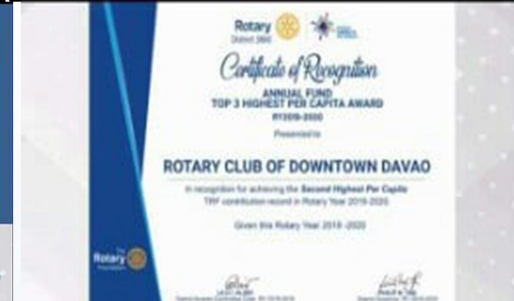 Rotary
District 3860
Certificate of Recognition
ANNUAL FUND
TOP 3 HIGHEST PER CAPITA AWARD
RY2019-2020
Presented to
ROTARY CLUB OF DOWNTOWN DAVAO
in recognition for achieving the Second Highest Per Capita
TRF contribution record in Rotary Year 2019-2020.
Given this Rotary Year 2019 -2020
The
Rotary
Foundation